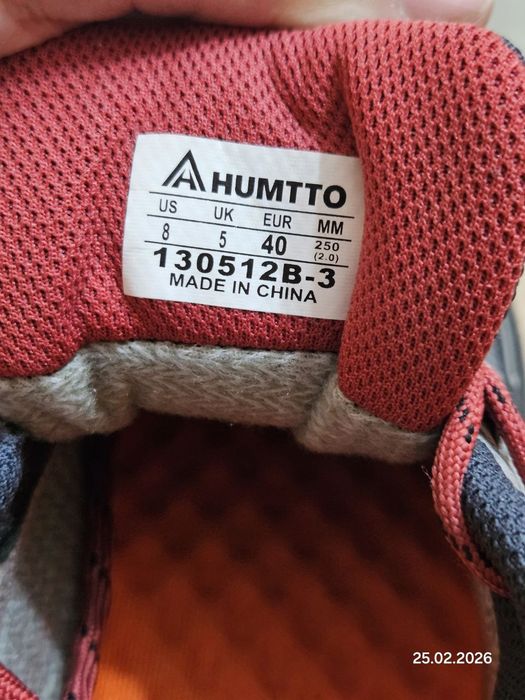 HUMTTO
US UK EUR MM
8 5 40 250 (2.0)
130512B-3
MADE IN CHINA
25.02.2026